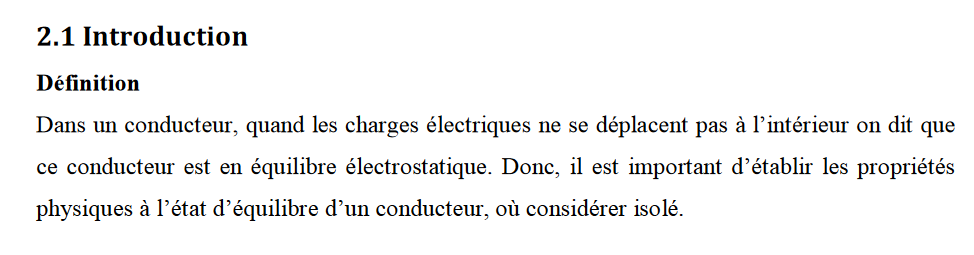 2.1 Introduction
Définition
Dans un conducteur, quand les charges électriques ne se déplacent pas à l’intérieur on dit que
ce conducteur est en équilibre électrostatique. Donc, il est important d’établir les propriétés
physiques à l’état d’équilibre d’un conducteur, où considérer isolé.